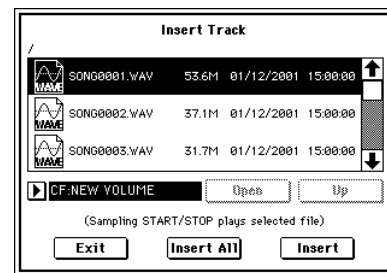 Insert Track
/
WAVE SONG0001.WAV 53.6M 01/12/2001 15:00:00
WAVE SONG0002.WAV 37.1M 01/12/2001 15:00:00
WAVE SONG0003.WAV 31.7M 01/12/2001 15:00:00
CF:NEW VOLUME Open Up
(Sampling START/STOP plays selected file)
Exit Insert All Insert